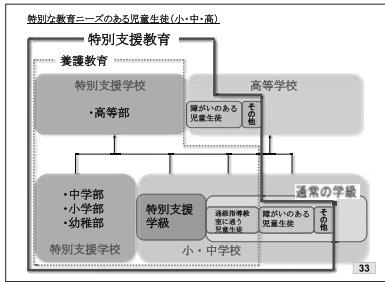 特別な教育ニーズのある児童生徒(小・中・高)
特別支援教育
養護教育
特別支援学校
高等学校
・高等部
障がいのある
児童生徒
その他
通常の学級
・中学部
・小学部
・幼稚部
特別支援
学級
通級指導教
室に通う
児童生徒
障がいのある
児童生徒
その他
特別支援学校
小・中学校
33